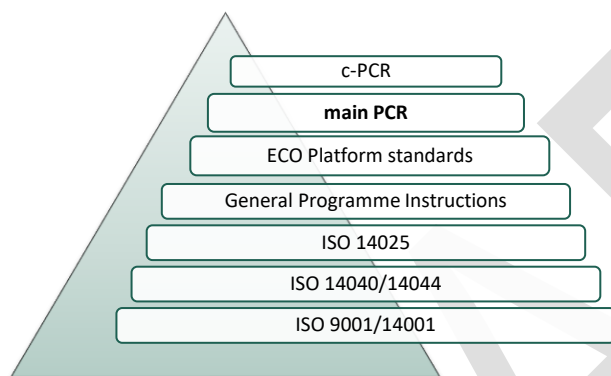 c-PCR
main PCR
ECO Platform standards
General Programme Instructions
ISO 14025
ISO 14040/14044
ISO 9001/14001